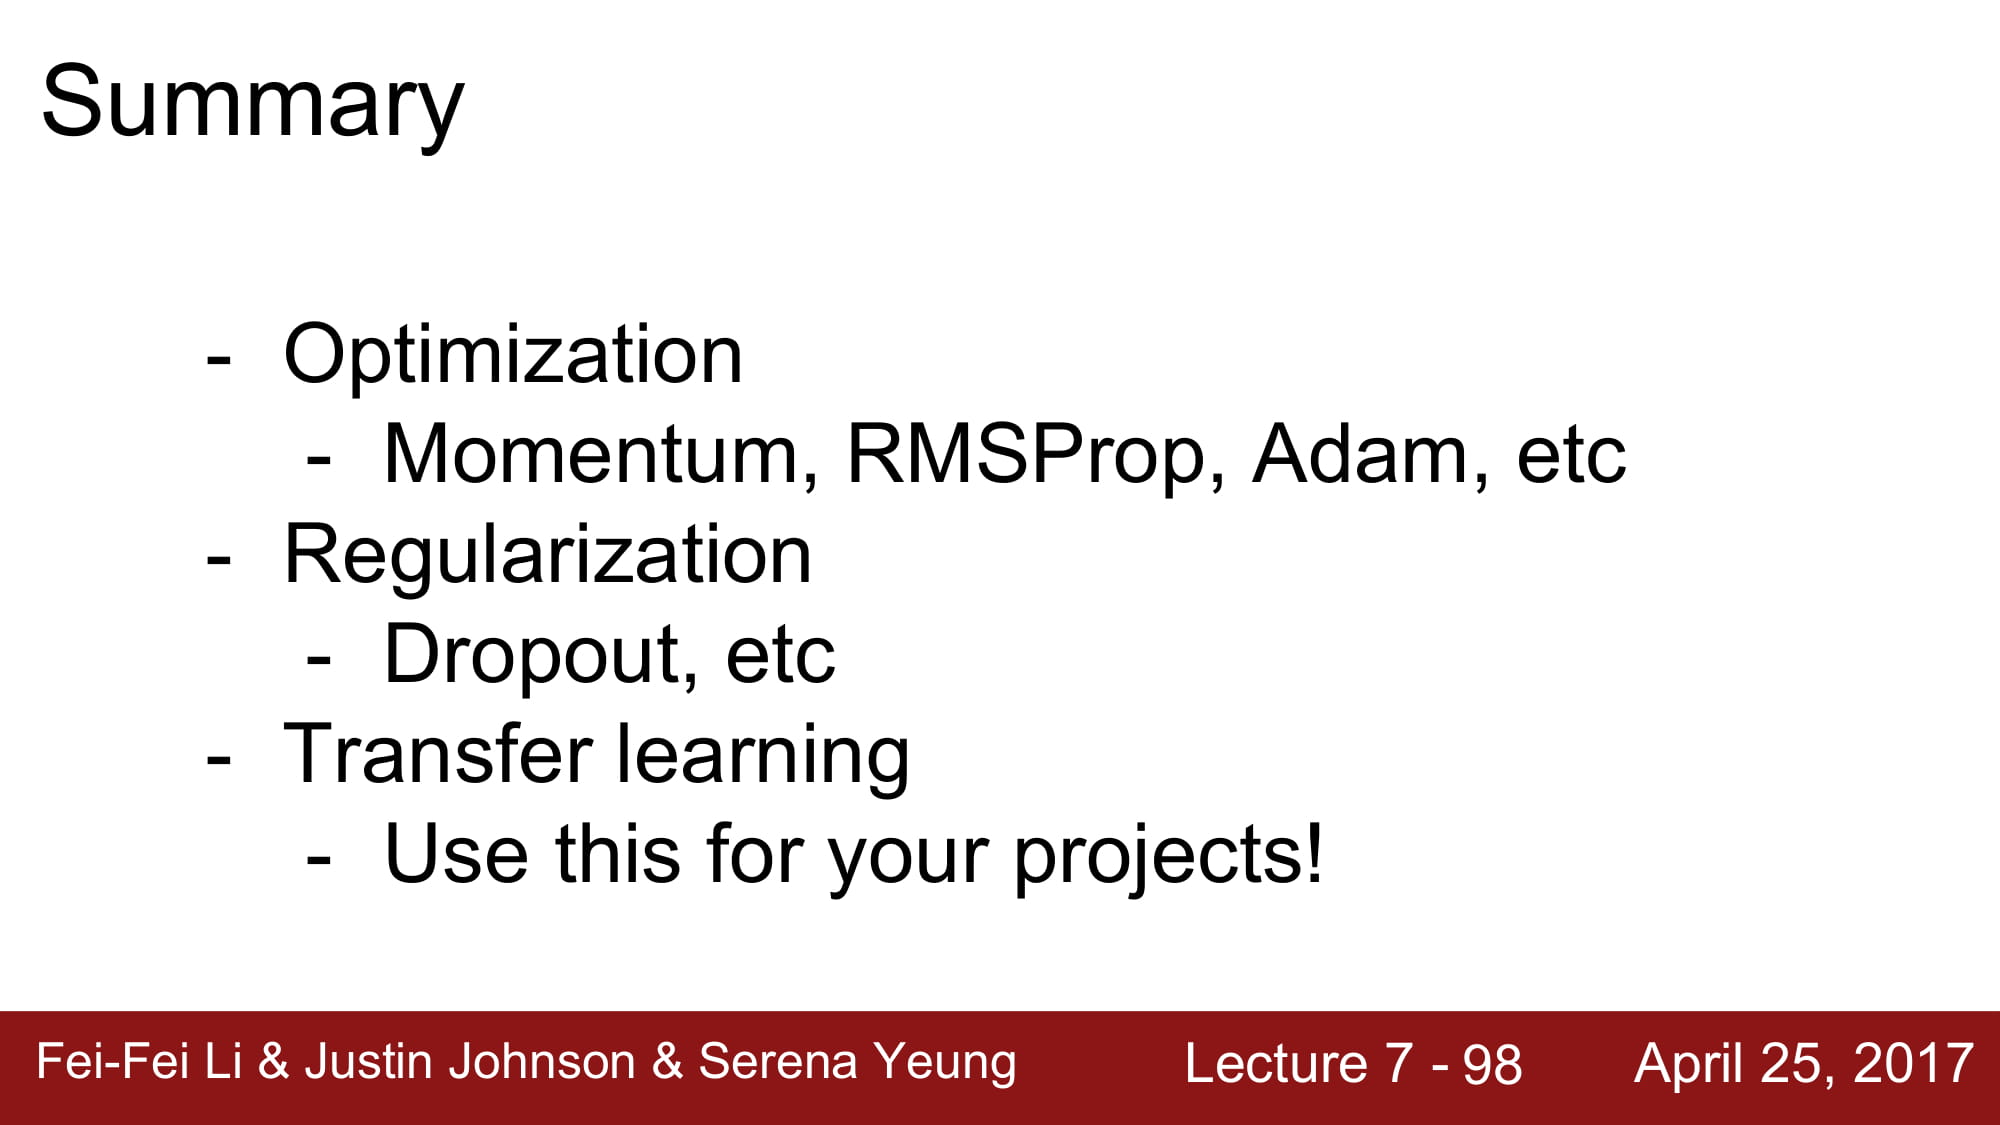 Summary
- Optimization
- Momentum, RMSProp, Adam, etc
- Regularization
- Dropout, etc
- Transfer learning
- Use this for your projects!
Fei-Fei Li & Justin Johnson & Serena Yeung Lecture 7 - 98 April 25, 2017